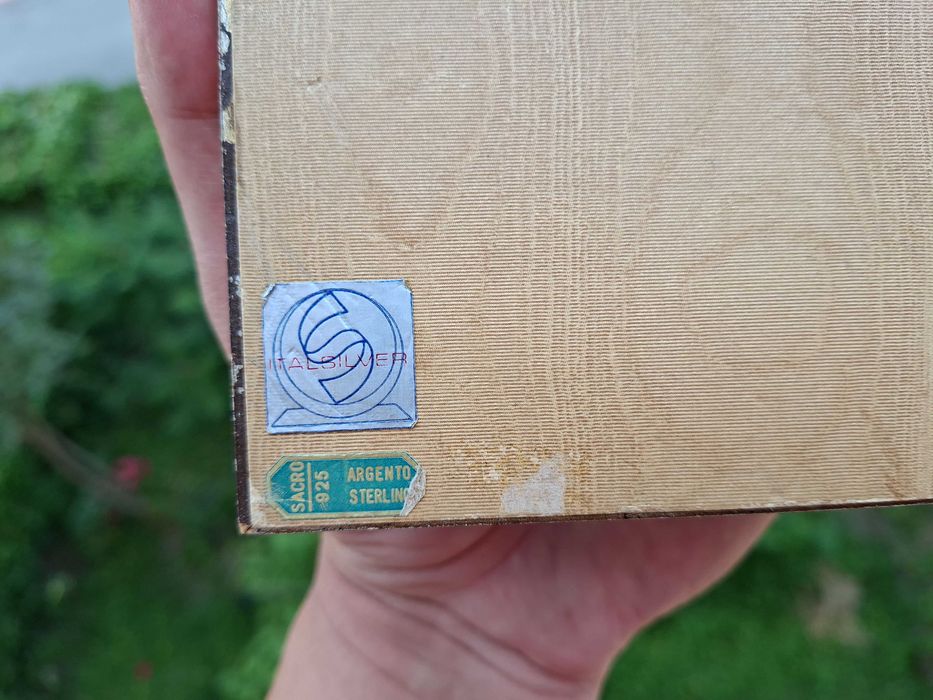 ITALSILVER
SACRO
925
ARGENTO
STERLING